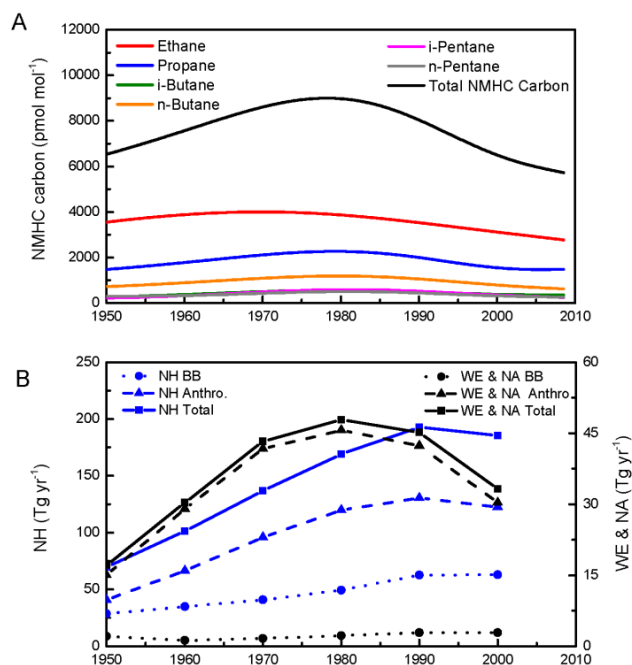 A
12000
10000
8000
6000
4000
2000
0
NMHC carbon (pmol mol⁻¹)
Ethane
Propane
i-Butane
n-Butane
i-Pentane
n-Pentane
Total NMHC Carbon
1950 1960 1970 1980 1990 2000 2010
B
250
200
150
100
50
0
NH (Tg yr⁻¹)
NH BB
NH Anthro.
NH Total
WE & NA BB
WE & NA Anthro.
WE & NA Total
60
45
30
15
0
WE & NA (Tg yr⁻¹)
1950 1960 1970 1980 1990 2000 2010